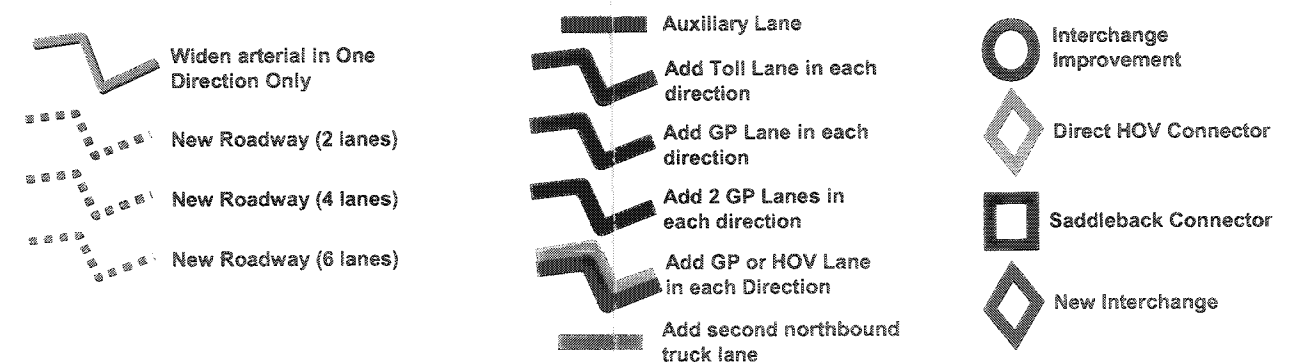 Widen arterial in One
Direction Only
New Roadway (2 lanes)
New Roadway (4 lanes)
New Roadway (6 lanes)
Auxiliary Lane
Add Toll Lane in each
direction
Add GP Lane in each
direction
Add 2 GP Lanes in
each direction
Add GP or HOV Lane
in each Direction
Add second northbound
truck lane
Interchange
Improvement
Direct HOV Connector
Saddleback Connector
New Interchange